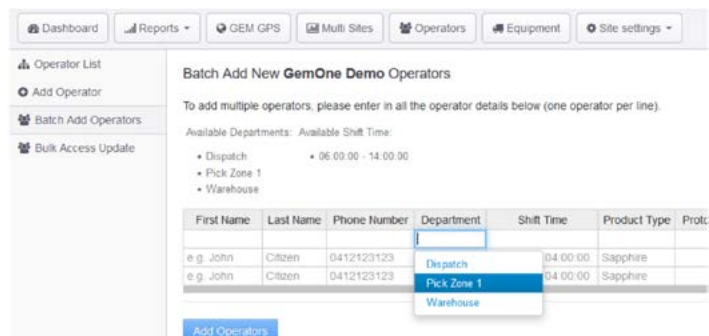 Dashboard Reports GEM GPS Multi Sites Operators Equipment Site settings
Operator List
Add Operator
Batch Add Operators
Bulk Access Update
Batch Add New GemOne Demo Operators
To add multiple operators, please enter in all the operator details below (one operator per line).
Available Departments: Available Shift Time:
• Dispatch • 06:00:00 - 14:00:00
• Pick Zone 1
• Warehouse
First Name Last Name Phone Number Department Shift Time Product Type
e.g. John Citizen 0412123123 04:00:00 Sapphire
e.g. John Citizen 0412123123 04:00:00 Sapphire
Dispatch
Pick Zone 1
Warehouse
Add Operators